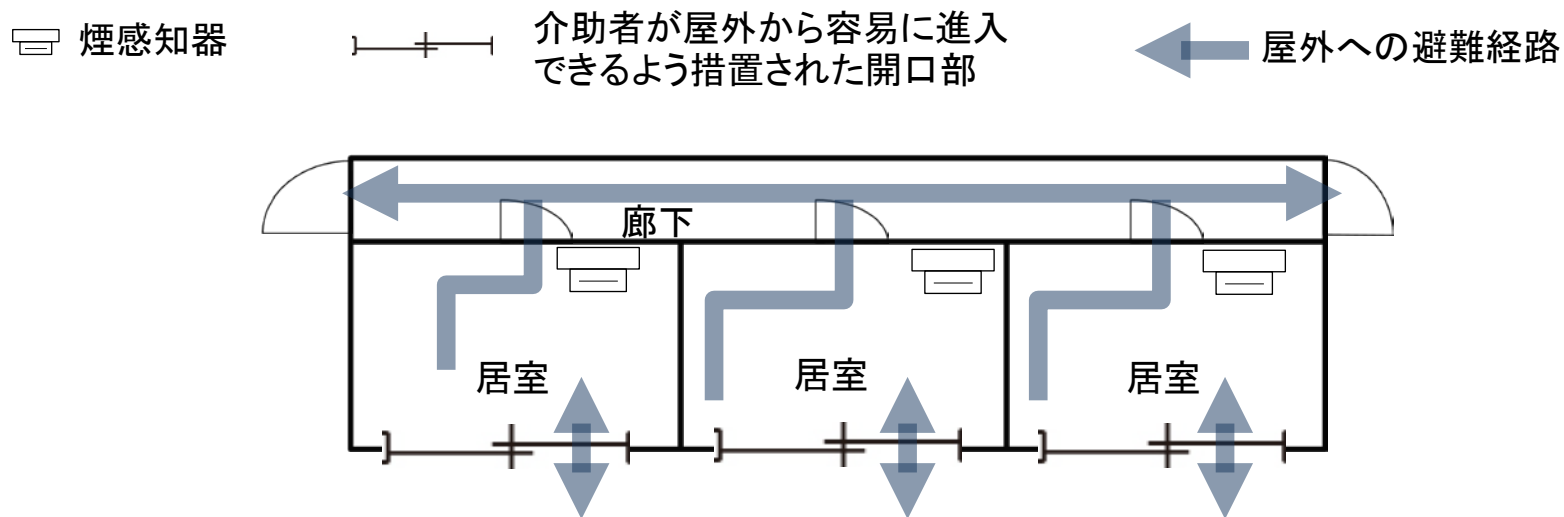 煙感知器
介助者が屋外から容易に進入
できるよう措置された開口部
屋外への避難経路
廊下
居室
居室
居室